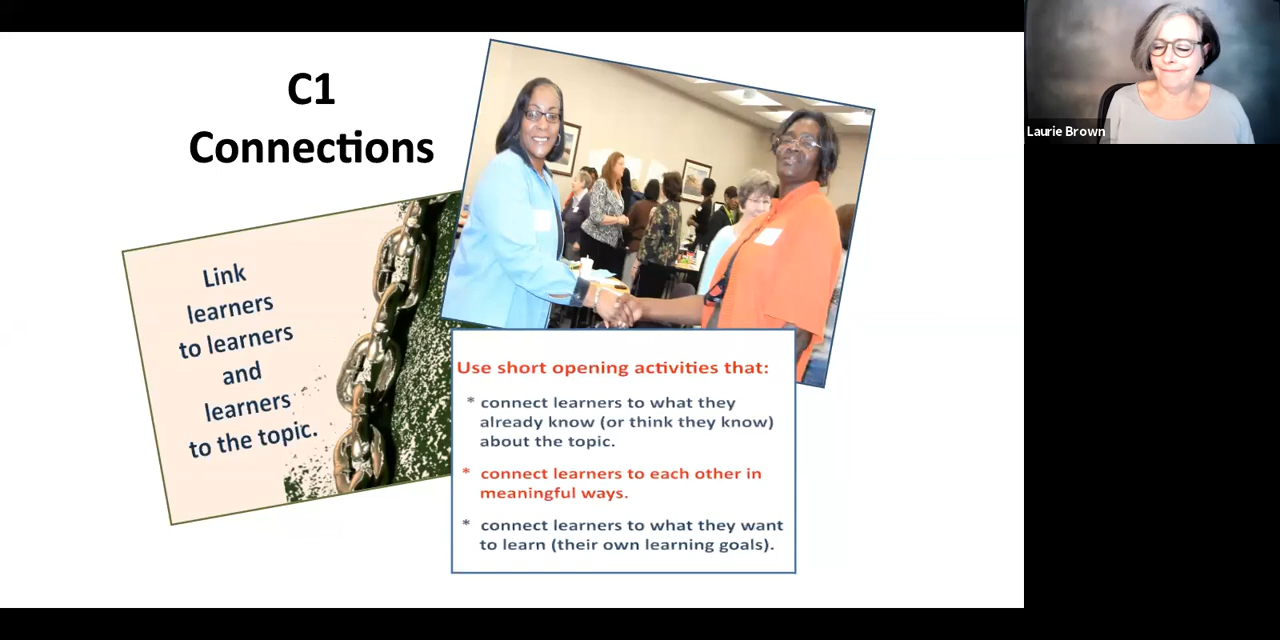 C1
Connections
Link
learners
to learners
and
learners
to the topic.
Use short opening activities that:
* connect learners to what they
already know (or think they know)
about the topic.
* connect learners to each other in
meaningful ways.
* connect learners to what they want
to learn (their own learning goals).
Laurie Brown